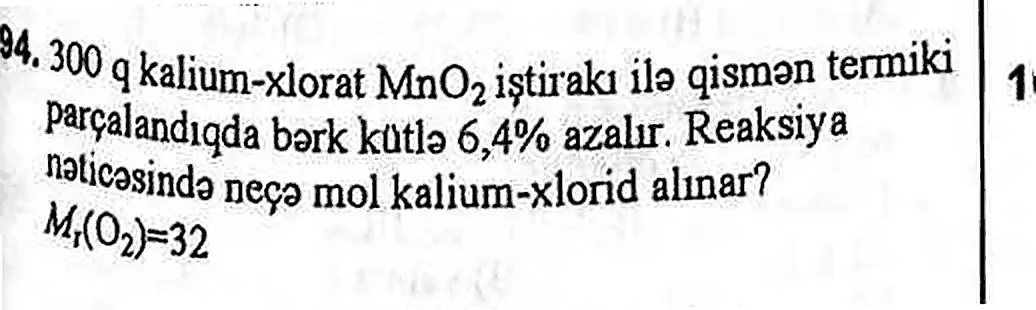 94. 300 q kalium-xlorat MnO₂ iştirakı ilə qismən termiki
parçalandıqda bərk kütlə 6,4% azalır. Reaksiya
nəticəsində neçə mol kalium-xlorid alınar?
Mᵣ(O₂)=32